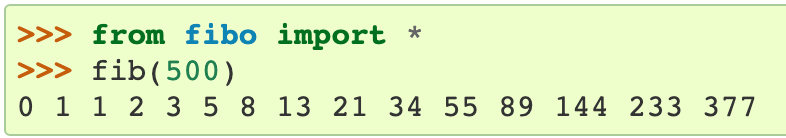 >>> from fibo import *
>>> fib(500)
0 1 1 2 3 5 8 13 21 34 55 89 144 233 377